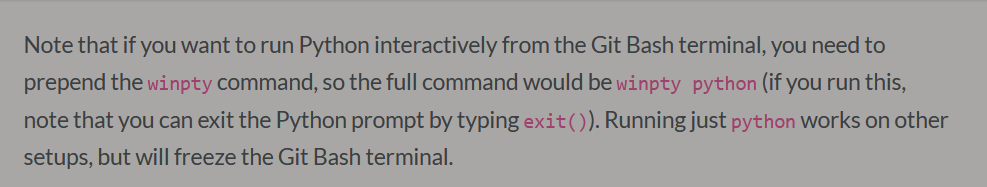 Note that if you want to run Python interactively from the Git Bash terminal, you need to
prepend the winpty command, so the full command would be winpty python (if you run this,
note that you can exit the Python prompt by typing exit()). Running just python works on other
setups, but will freeze the Git Bash terminal.